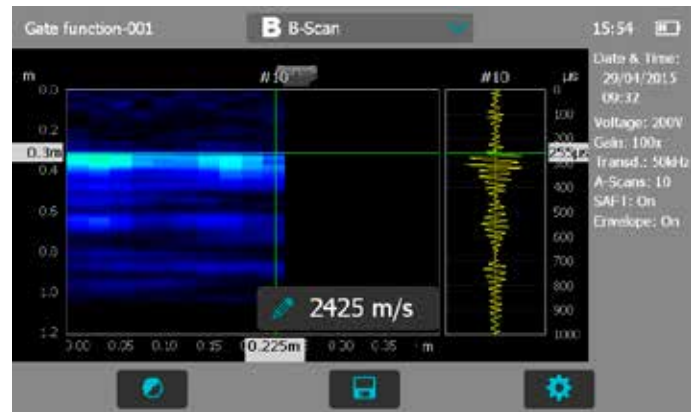 Gate function-001
B B-Scan
15:54
m
#10
#10
µs
0.0
0.2
0.3m
0.4
0.6
0.8
1.0
1.2
0
100
200
400
500
600
700
800
900
1000
2425 m/s
0.00 0.05 0.10 0.15 0.225m 0.30 0.35 m
Date & Time:
29/04/2015
09:32
Voltage: 200V
Gain: 100x
Transd.: 50kHz
A-Scans: 10
SAFT: On
Envelope: On